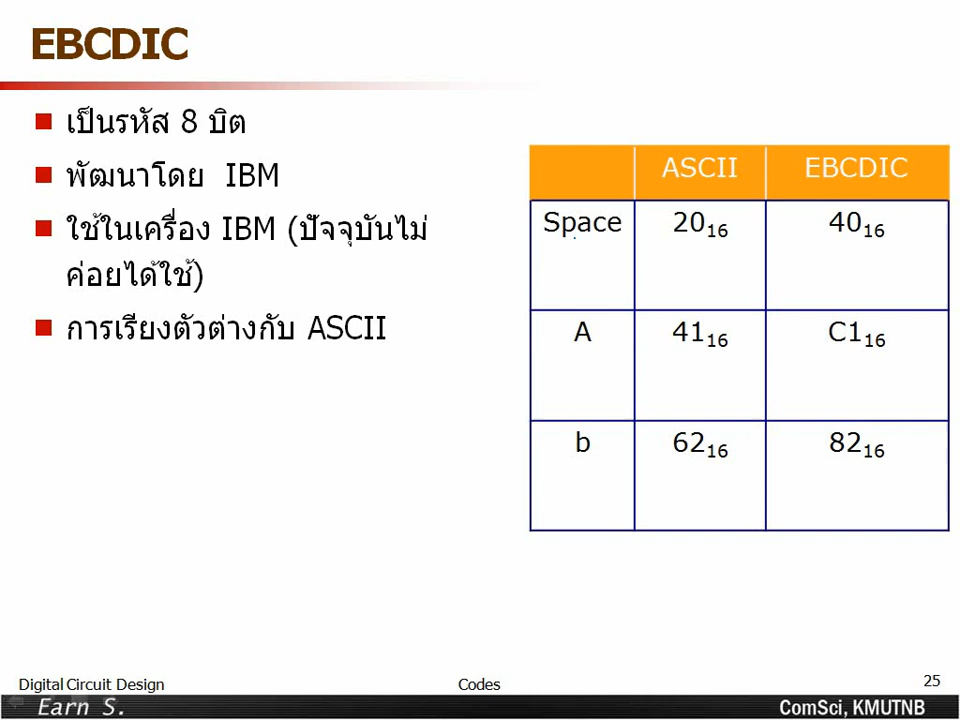 EBCDIC
เป็นรหัส 8 บิต
พัฒนาโดย IBM
ใช้ในเครื่อง IBM (ปัจจุบันไม่
ค่อยได้ใช้)
การเรียงตัวต่างกับ ASCII
ASCII EBCDIC
Space 20₁₆ 40₁₆
A 41₁₆ C1₁₆
b 62₁₆ 82₁₆
Digital Circuit Design Codes 25
Earn S. ComSci, KMUTNB